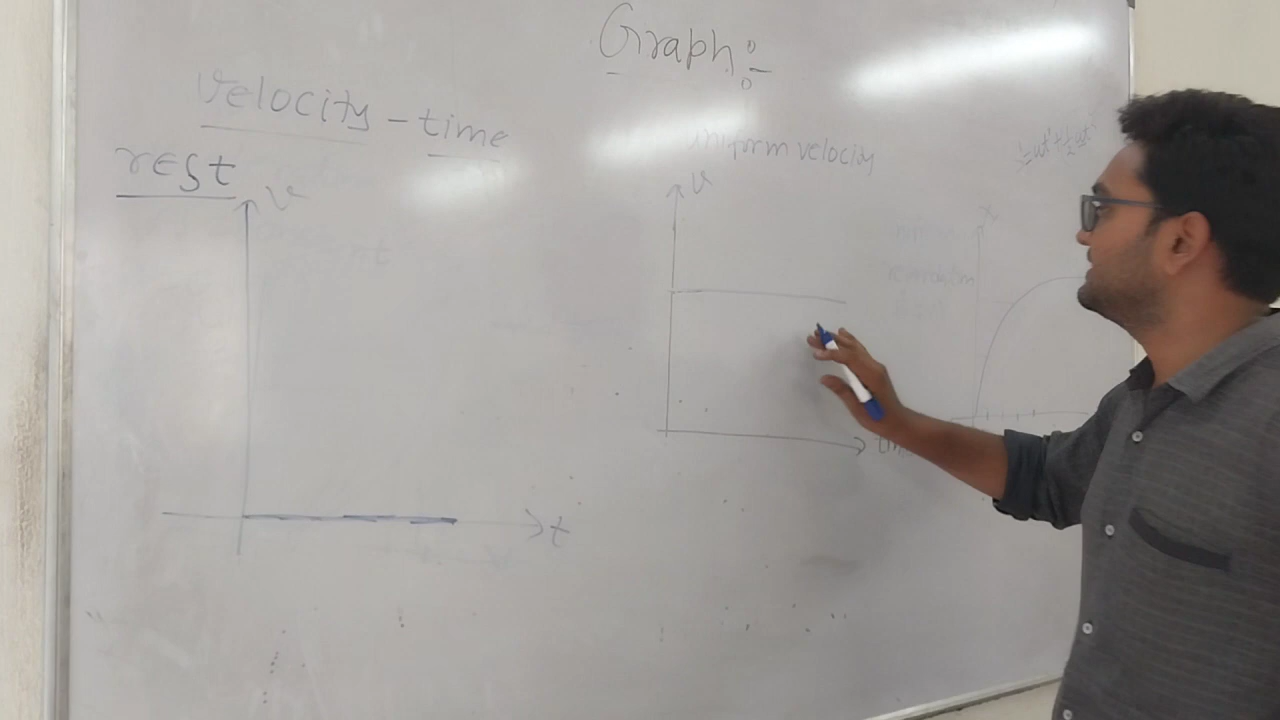 Graph:-
velocity - time
rest
v
t
uniform velocity
v
x